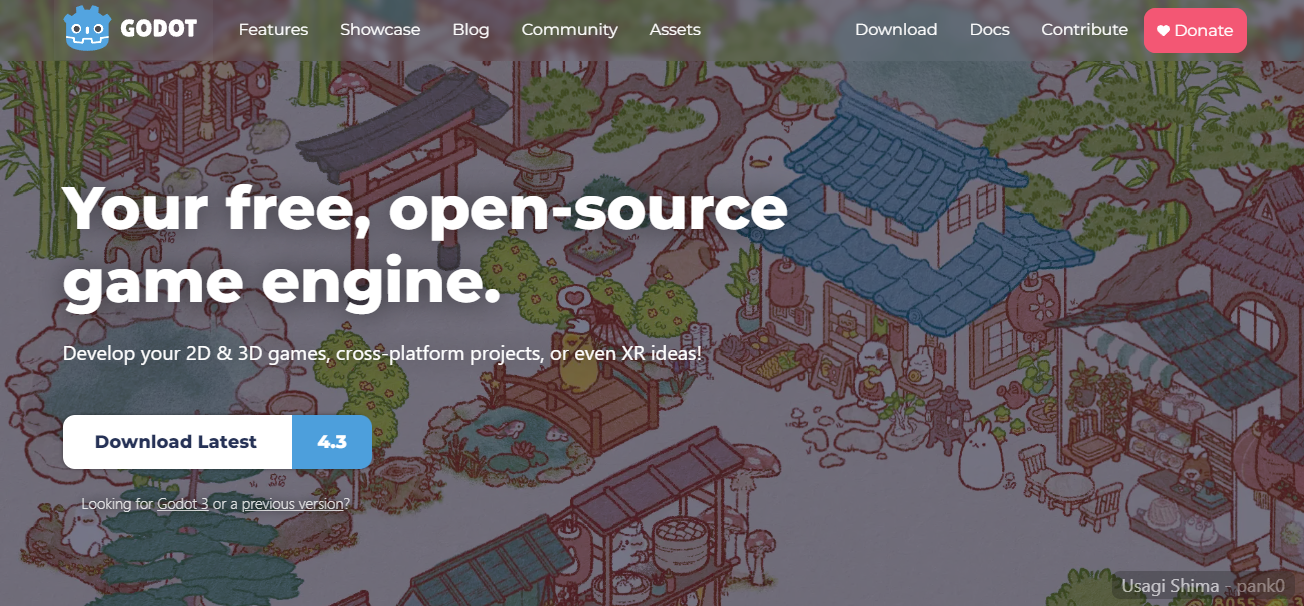 GODOT
Features
Showcase
Blog
Community
Assets
Download
Docs
Contribute
Donate
Your free, open-source
game engine.
Develop your 2D & 3D games, cross-platform projects, or even XR ideas!
Download Latest
4.3
Looking for Godot 3 or a previous version?
Usagi Shima - pank0